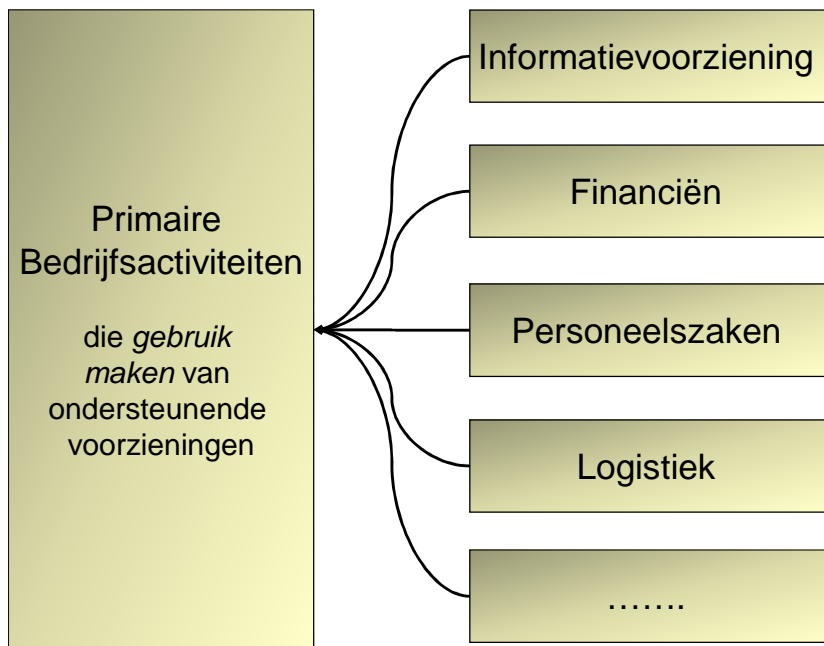 Primaire
Bedrijfsactiviteiten
die gebruik
maken van
ondersteunende
voorzieningen
Informatievoorziening
Financiën
Personeelszaken
Logistiek
…….